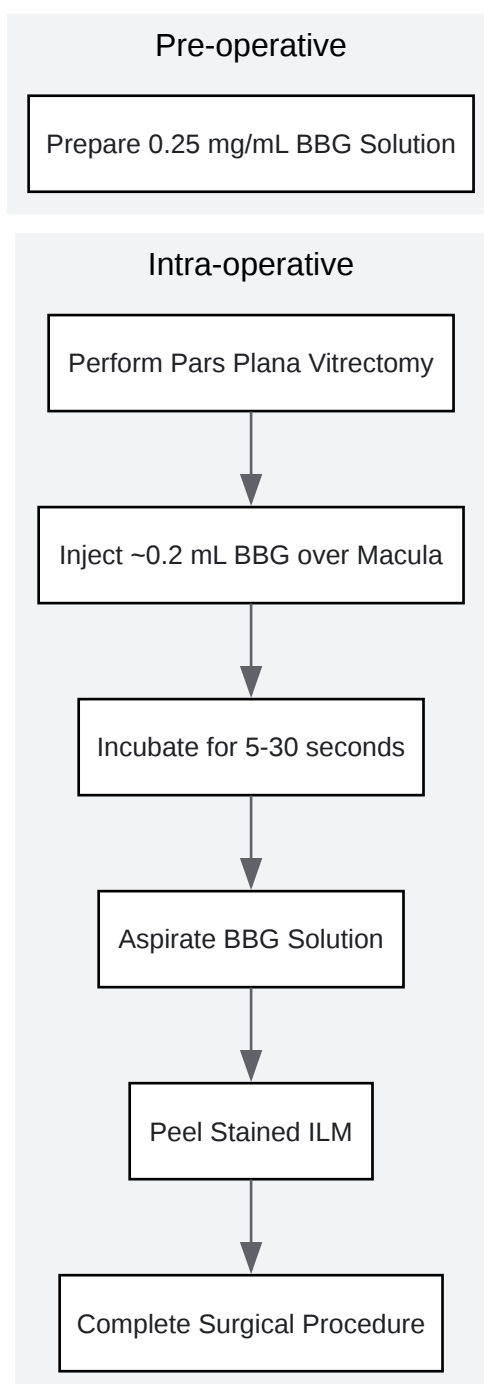 Pre-operative
Prepare 0.25 mg/mL BBG Solution
Intra-operative
Perform Pars Plana Vitrectomy
Inject ~0.2 mL BBG over Macula
Incubate for 5-30 seconds
Aspirate BBG Solution
Peel Stained ILM
Complete Surgical Procedure